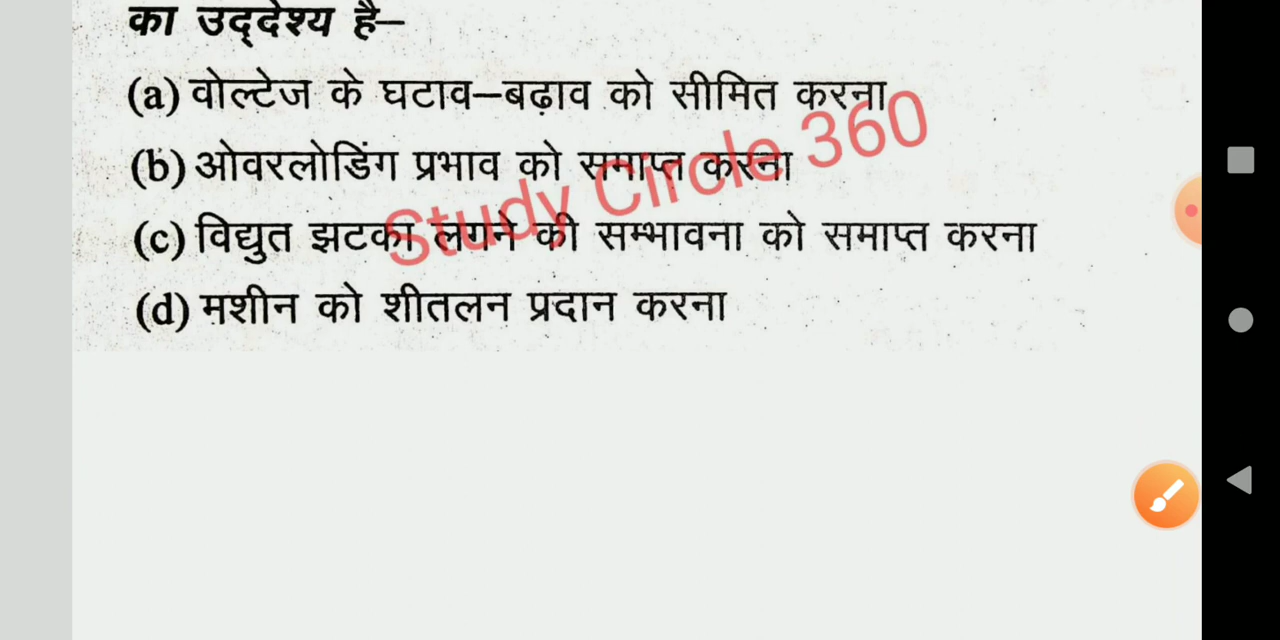 का उद्देश्य है–
(a) वोल्टेज के घटाव–बढ़ाव को सीमित करना
(b) ओवरलोडिंग प्रभाव को समाप्त करना
(c) विद्युत झटका लगने की सम्भावना को समाप्त करना
(d) मशीन को शीतलन प्रदान करना
Study Circle 360